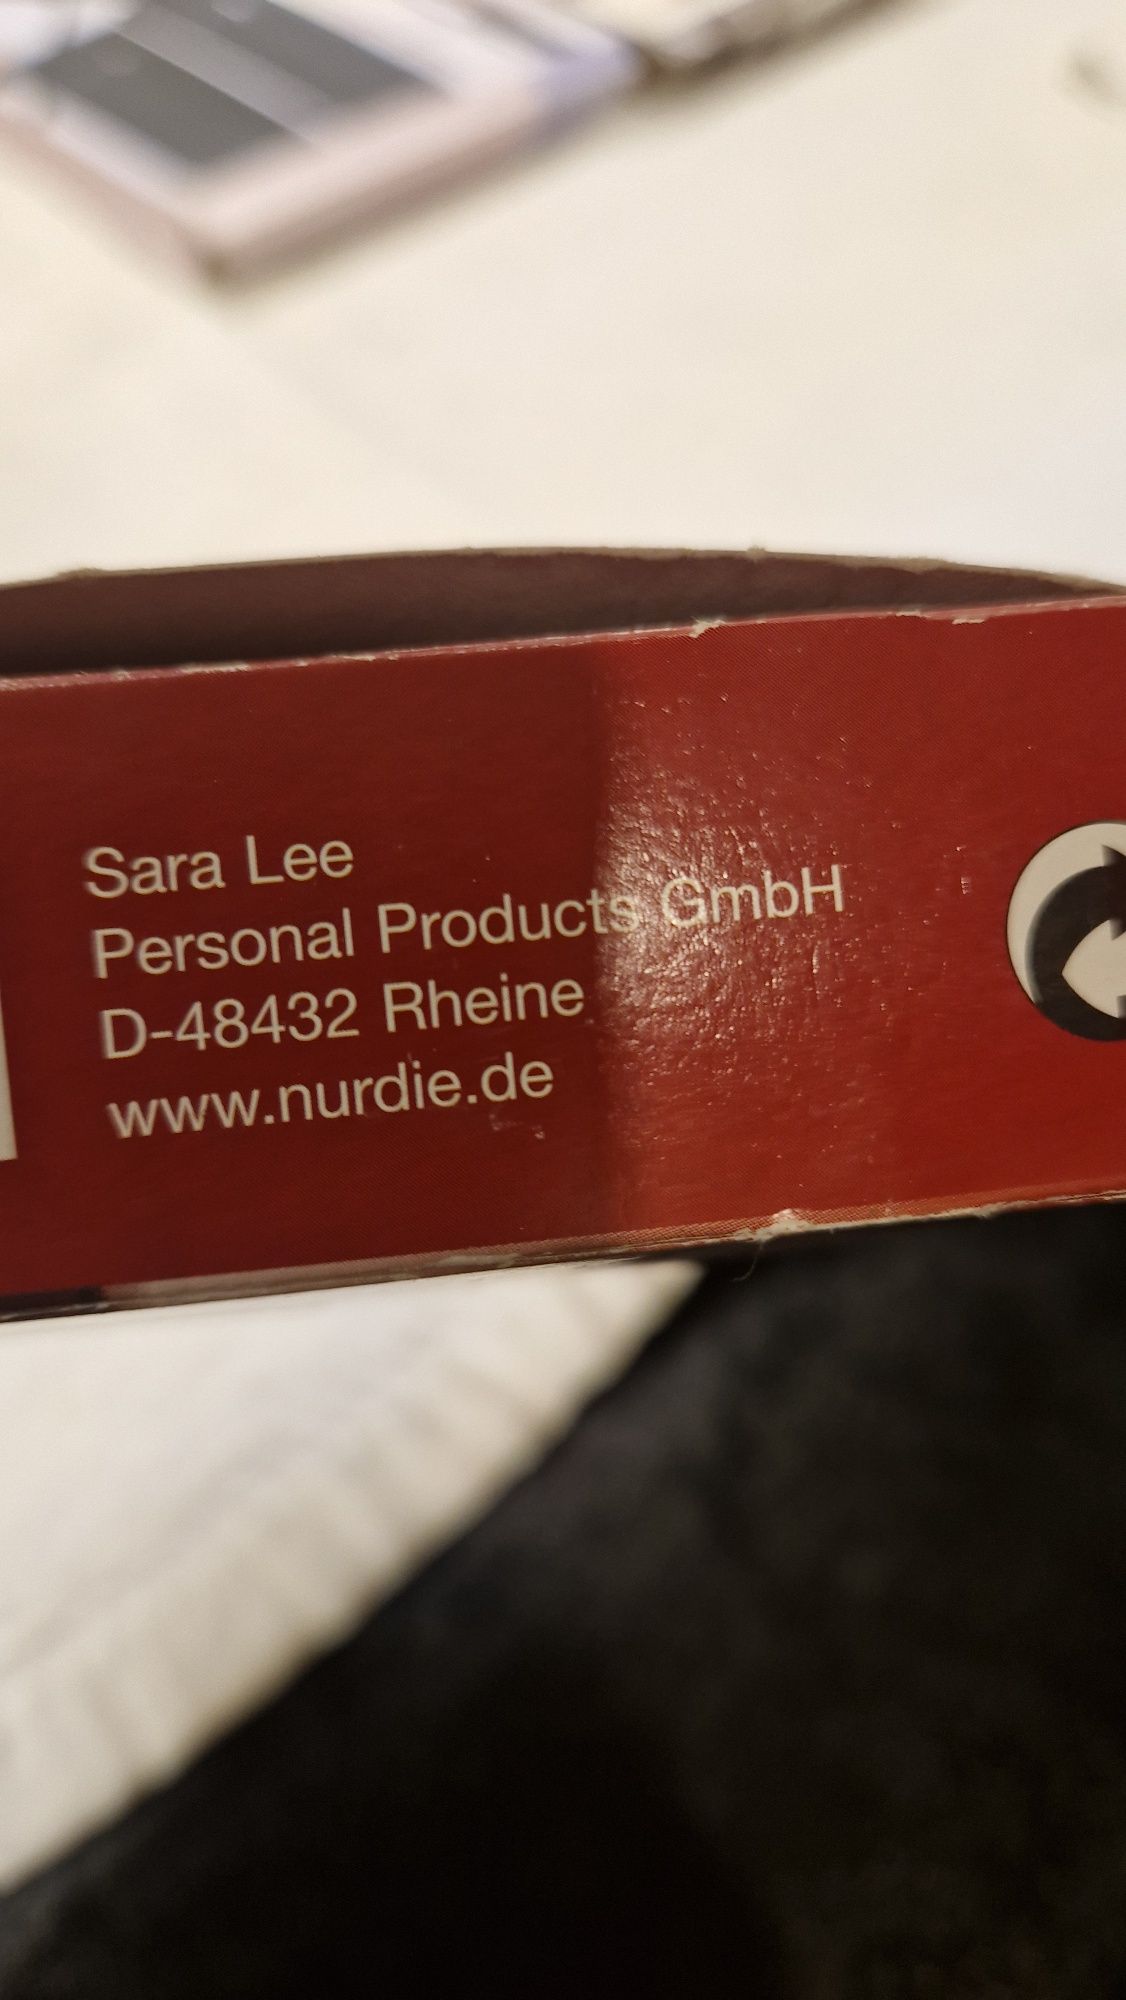 Sara Lee
Personal Products GmbH
D-48432 Rheine
www.nurdie.de